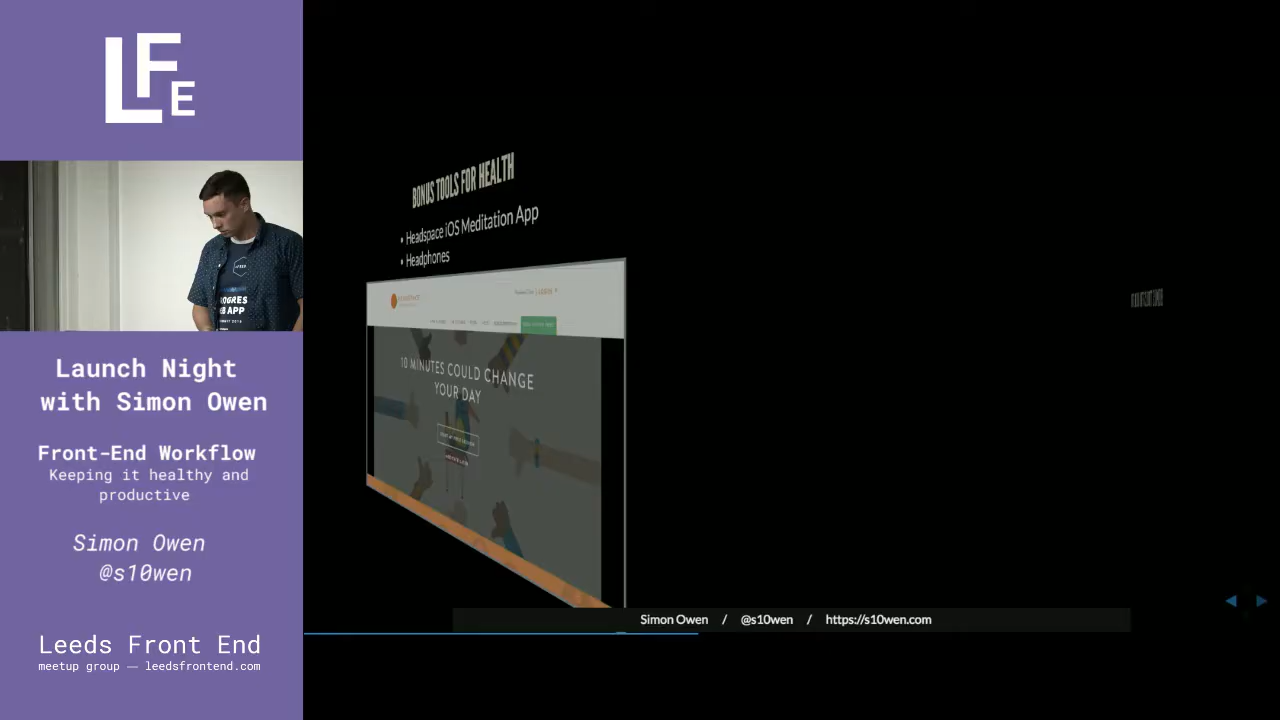 LFE
Launch Night
with Simon Owen
Front-End Workflow
Keeping it healthy and
productive
Simon Owen
@s10wen
Leeds Front End
meetup group — leedsfrontend.com
BONUS TOOLS FOR HEALTH
• Headspace iOS Meditation App
• Headphones
10 MINUTES COULD CHANGE
YOUR DAY
Simon Owen / @s10wen / https://s10wen.com